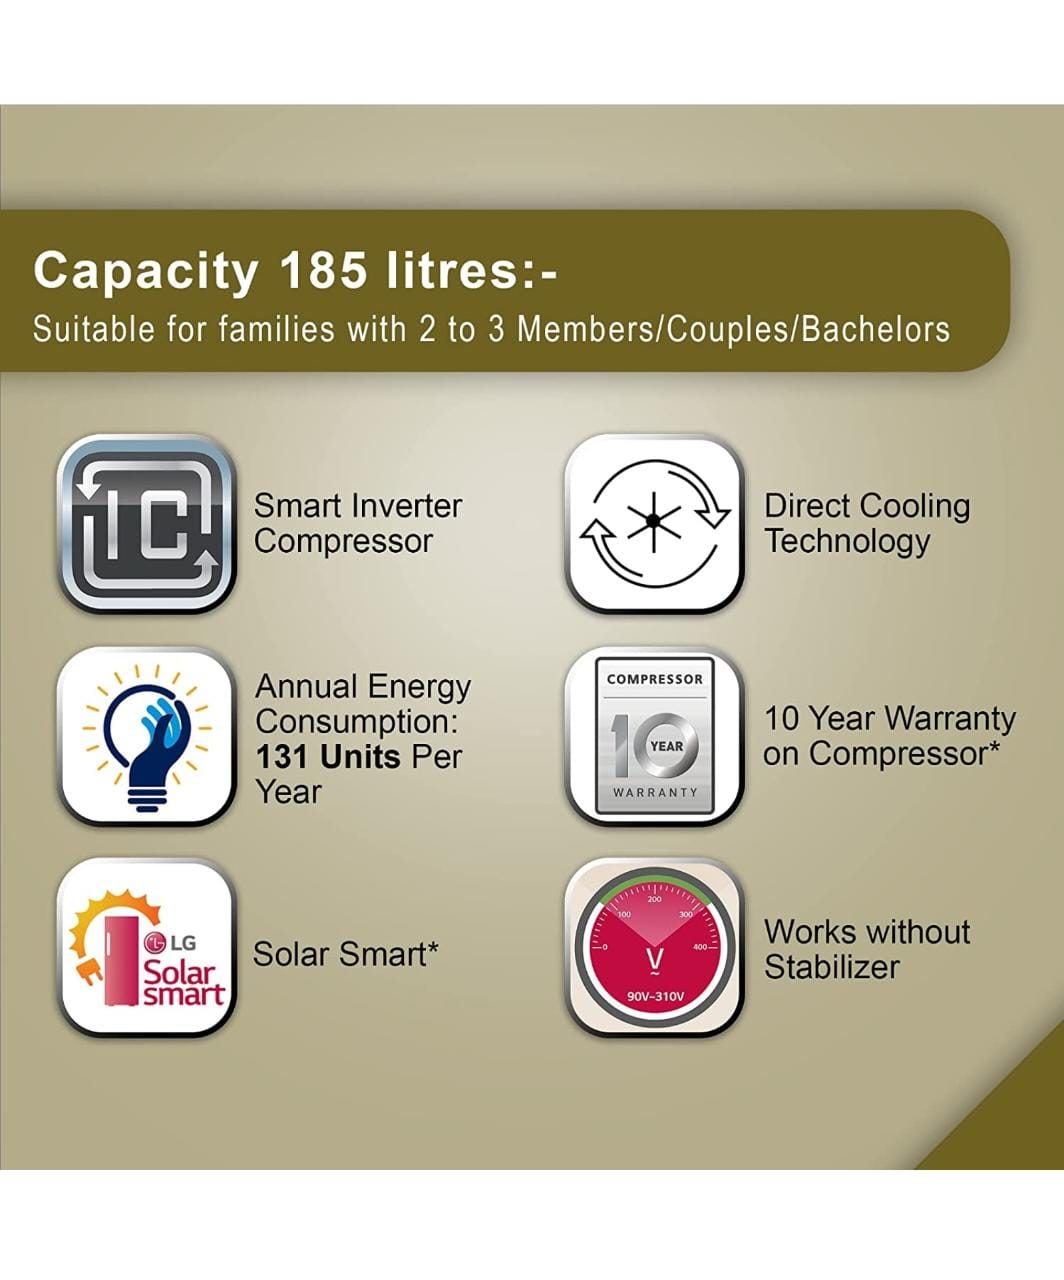 Capacity 185 litres:-
Suitable for families with 2 to 3 Members/Couples/Bachelors
IC
Smart Inverter
Compressor
Direct Cooling
Technology
Annual Energy
Consumption:
131 Units Per
Year
COMPRESSOR
10
YEAR
WARRANTY
10 Year Warranty
on Compressor*
LG
Solar
smart
Solar Smart*
0
100
200
300
400
V
~
90V~310V
Works without
Stabilizer